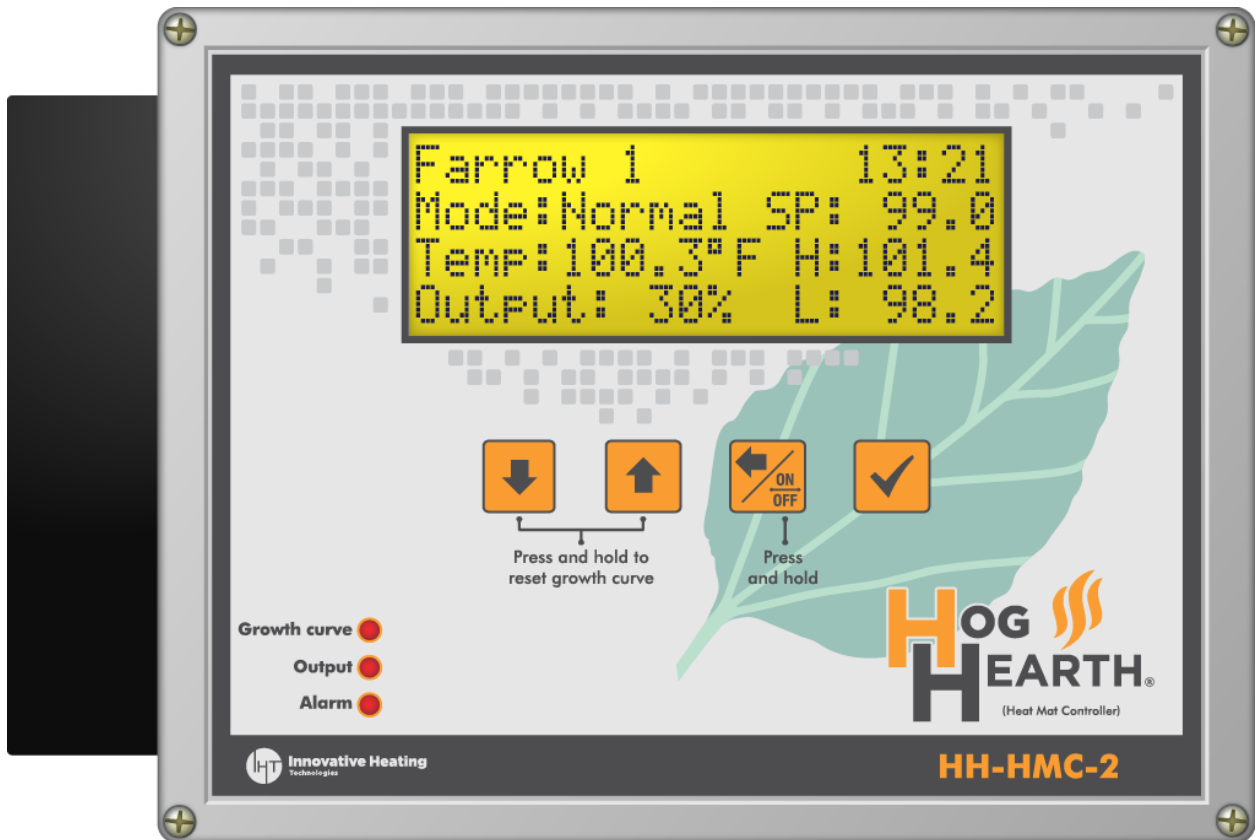 Farrow 1 13:21
Mode:Normal SP: 99.0
Temp:100.3°F H:101.4
Output: 30% L: 98.2
ON
OFF
Press and hold to
reset growth curve
Press
and hold
Growth curve
Output
Alarm
HOG
HEARTH®
(Heat Mat Controller)
IHT Innovative Heating
Technologies
HH-HMC-2